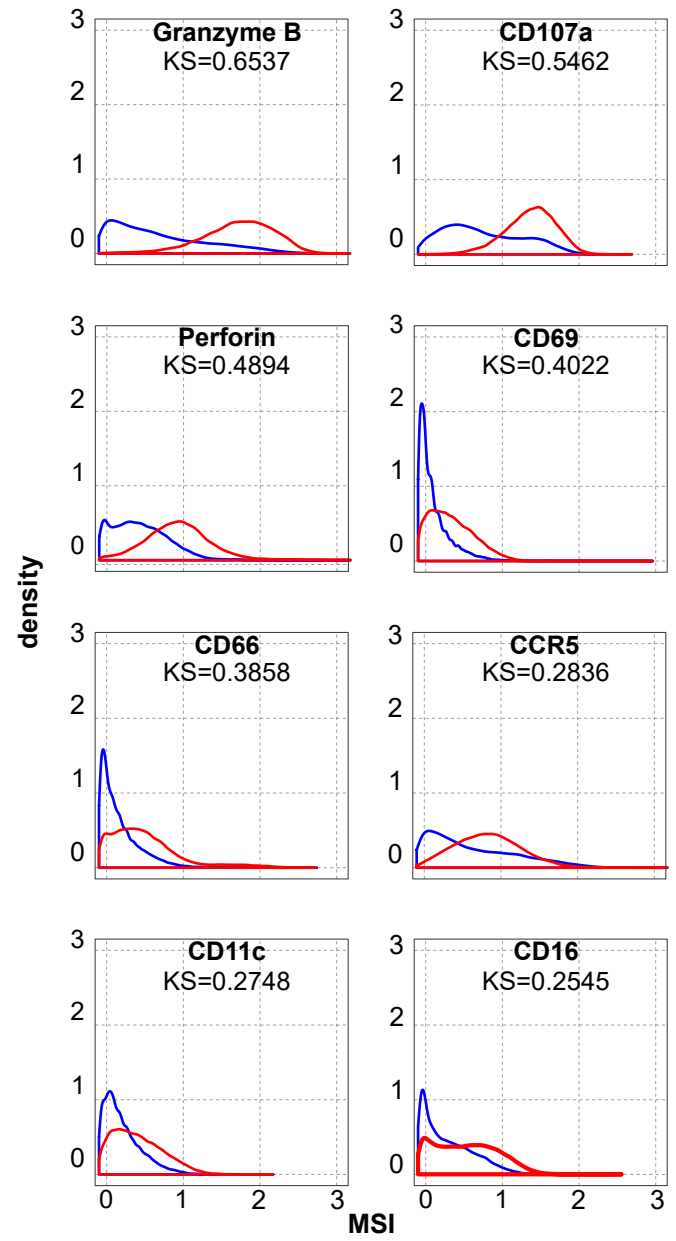 Granzyme B
KS=0.6537
3
2
1
0
CD107a
KS=0.5462
3
2
1
0
Perforin
KS=0.4894
3
2
1
0
CD69
KS=0.4022
3
2
1
0
density
CD66
KS=0.3858
3
2
1
0
CCR5
KS=0.2836
3
2
1
0
CD11c
KS=0.2748
3
2
1
0
0 1 2 3
CD16
KS=0.2545
3
2
1
0
0 1 2 3
MSI